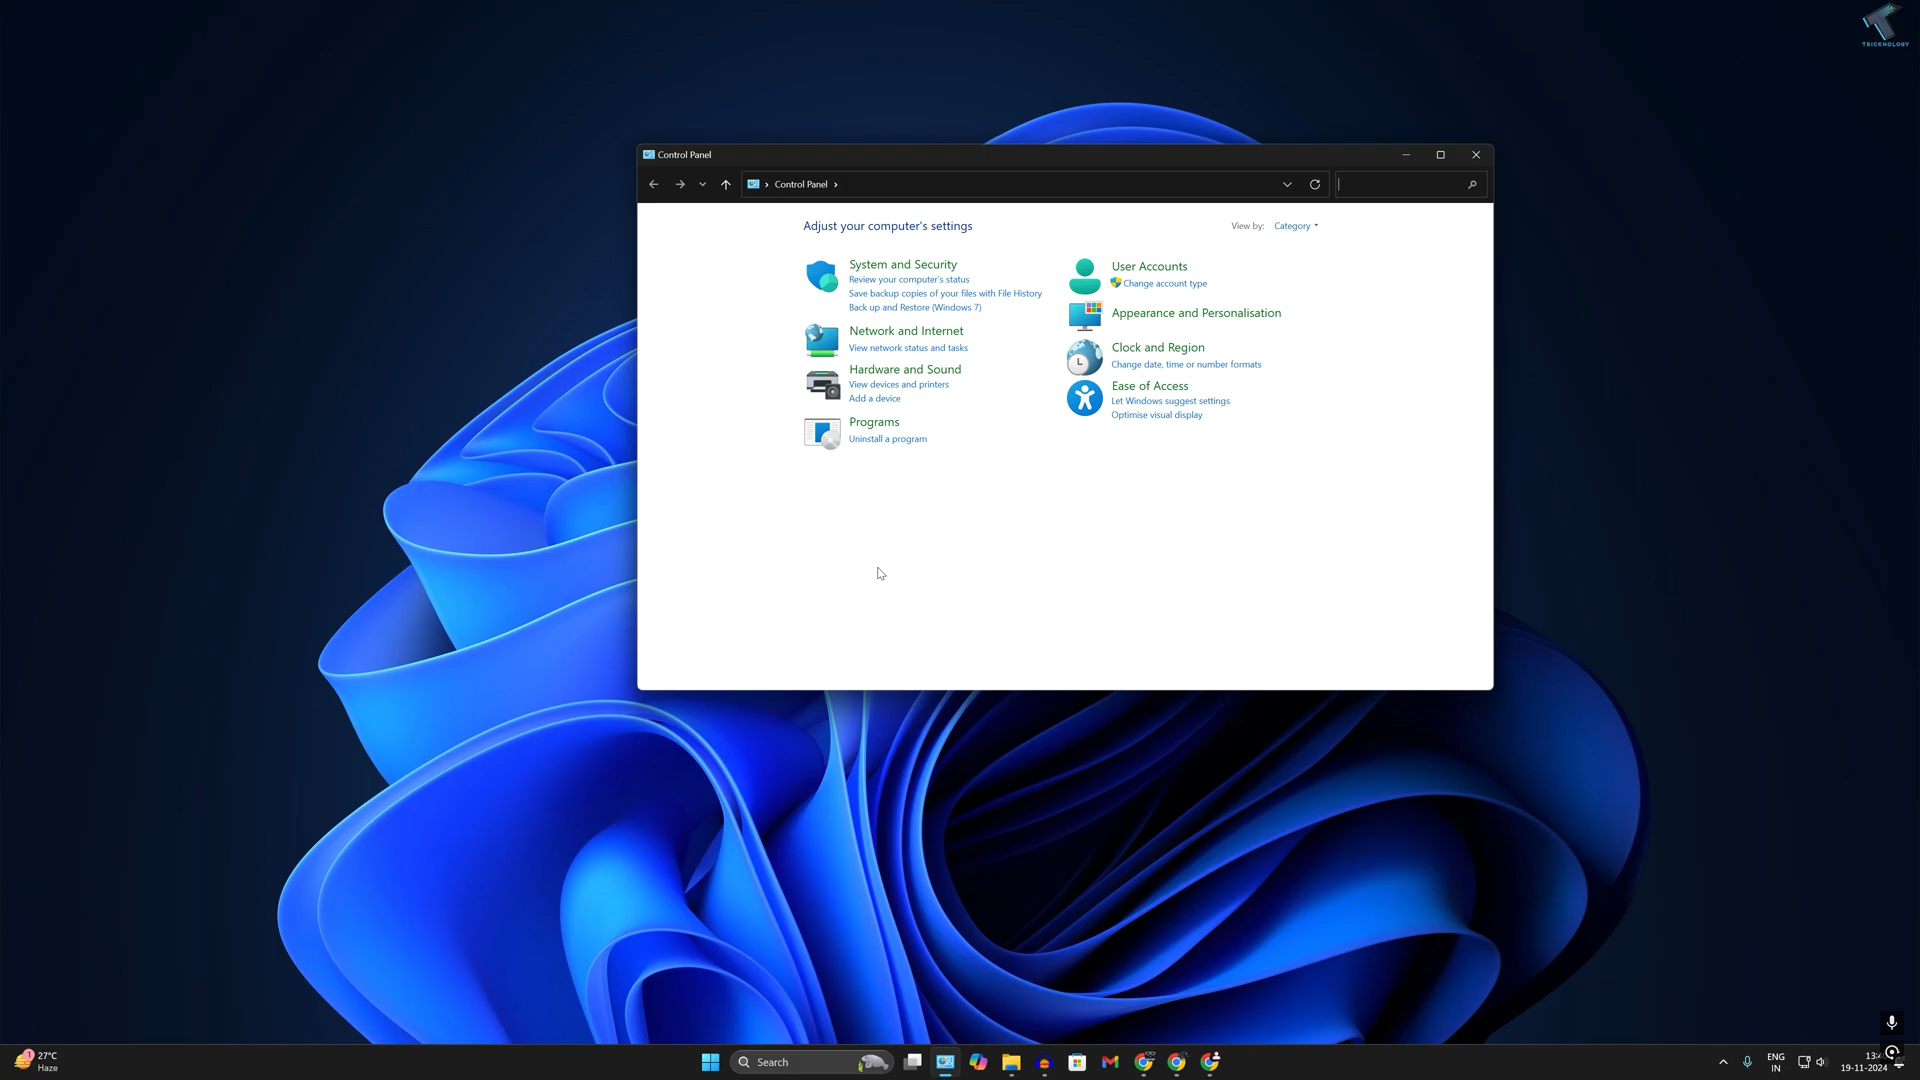 TRICKNOLOGY
Control Panel
Control Panel
Adjust your computer's settings
View by: Category
System and Security
Review your computer's status
Save backup copies of your files with File History
Back up and Restore (Windows 7)
Network and Internet
View network status and tasks
Hardware and Sound
View devices and printers
Add a device
Programs
Uninstall a program
User Accounts
Change account type
Appearance and Personalisation
Clock and Region
Change date, time or number formats
Ease of Access
Let Windows suggest settings
Optimise visual display
1
27°C
Haze
Search
ENG
IN
19-11-2024